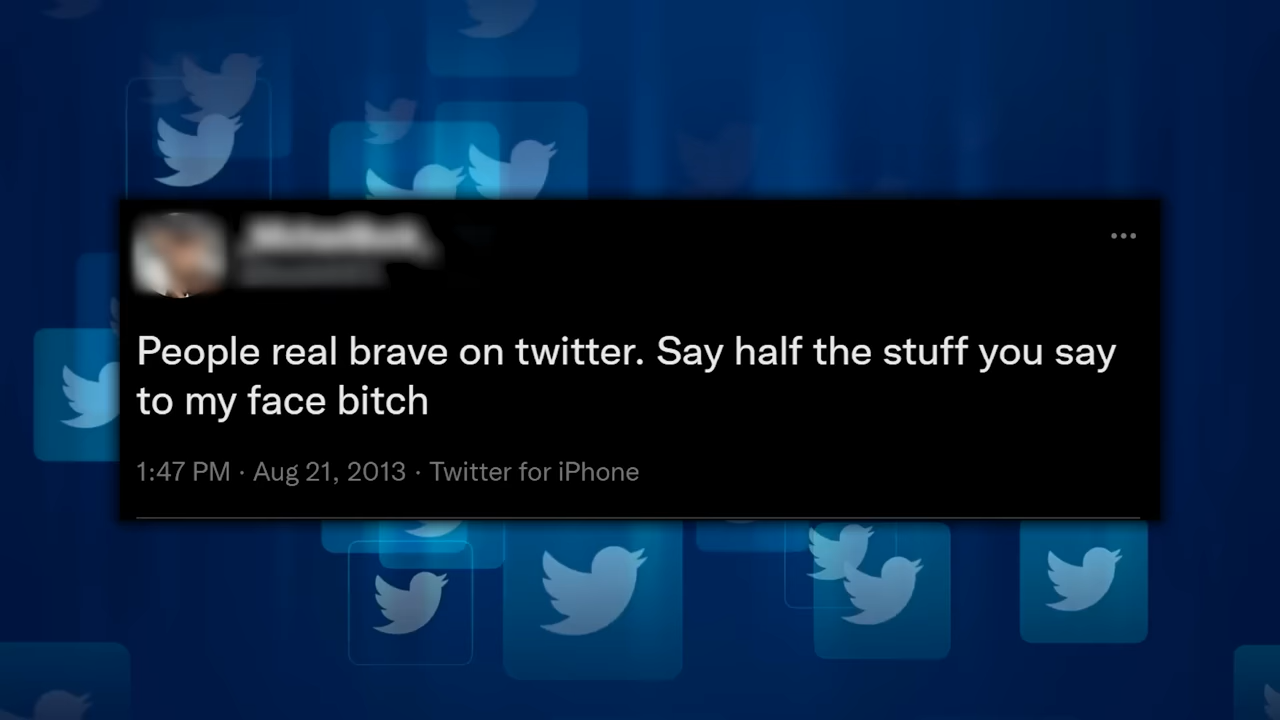 People real brave on twitter. Say half the stuff you say
to my face bitch
1:47 PM · Aug 21, 2013 · Twitter for iPhone